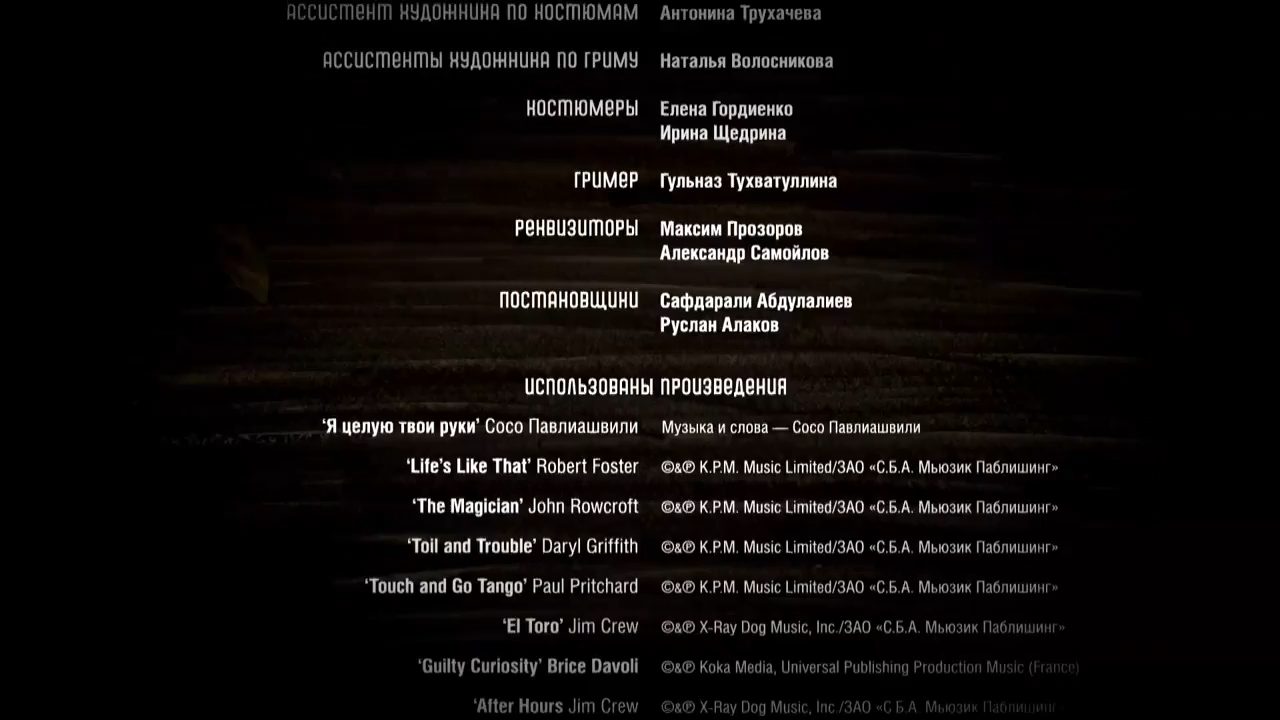 АССИСТЕНТ ХУДОЖНИКА ПО КОСТЮМАМ Антонина Трухачева
АССИСТЕНТЫ ХУДОЖНИКА ПО ГРИМУ Наталья Волосникова
КОСТЮМЕРЫ Елена Гордиенко
Ирина Щедрина
ГРИМЕР Гульназ Тухватуллина
РЕКВИЗИТОРЫ Максим Прозоров
Александр Самойлов
ПОСТАНОВЩИКИ Сафдарали Абдулалиев
Руслан Алаков
ИСПОЛЬЗОВАНЫ ПРОИЗВЕДЕНИЯ
‘Я целую твои руки’ Сосо Павлиашвили Музыка и слова — Сосо Павлиашвили
‘Life’s Like That’ Robert Foster ©&℗ K.P.M. Music Limited/ЗАО «С.Б.А. Мьюзик Паблишинг»
‘The Magician’ John Rowcroft ©&℗ K.P.M. Music Limited/ЗАО «С.Б.А. Мьюзик Паблишинг»
‘Toil and Trouble’ Daryl Griffith ©&℗ K.P.M. Music Limited/ЗАО «С.Б.А. Мьюзик Паблишинг»
‘Touch and Go Tango’ Paul Pritchard ©&℗ K.P.M. Music Limited/ЗАО «С.Б.А. Мьюзик Паблишинг»
‘El Toro’ Jim Crew ©&℗ X-Ray Dog Music, Inc./ЗАО «С.Б.А. Мьюзик Паблишинг»
‘Guilty Curiosity’ Brice Davoli ©&℗ Koka Media, Universal Publishing Production Music (France)
‘After Hours Jim Crew ©&℗ X-Ray Dog Music, Inc./ЗАО «С.Б.А. Мьюзик Паблишинг»